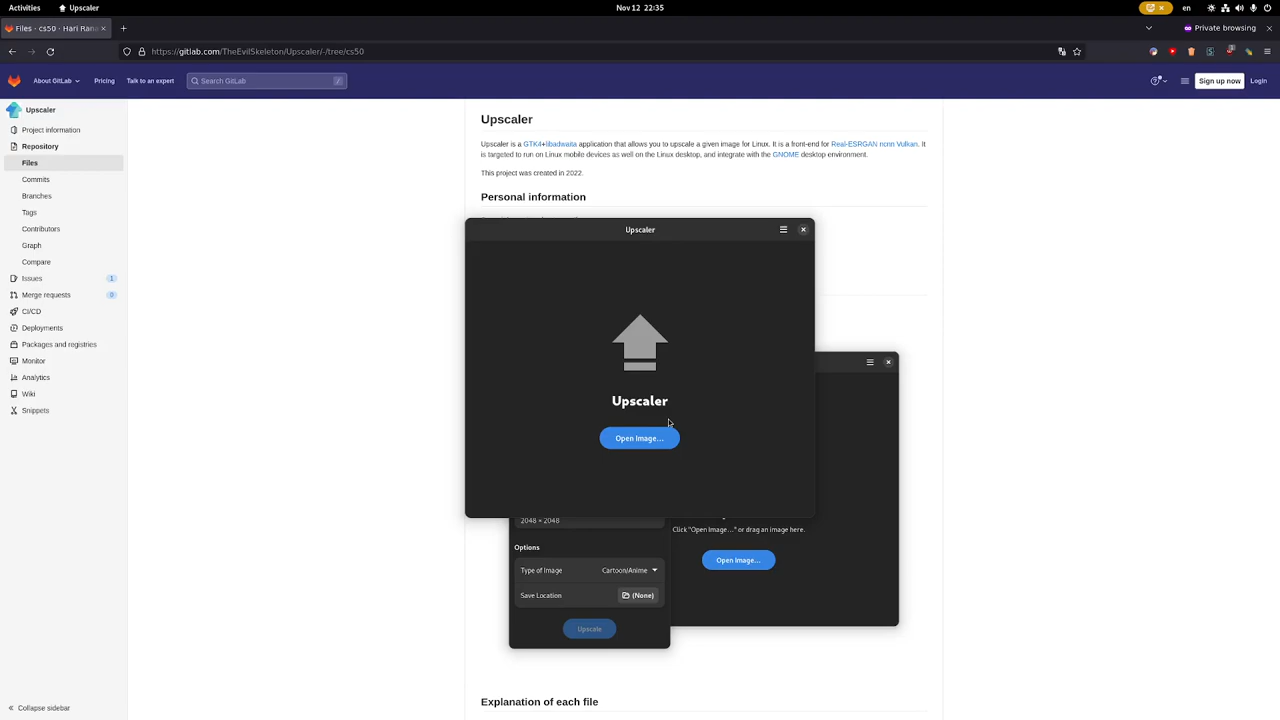 Activities
Upscaler
Nov 12 22:35
en
Files · cs50 · Hari Rana
Private browsing
https://gitlab.com/TheEvilSkeleton/Upscaler/-/tree/cs50
About GitLab
Pricing
Talk to an expert
Search GitLab
/
Sign up now
Login
Upscaler
Project information
Repository
Files
Commits
Branches
Tags
Contributors
Graph
Compare
Issues
1
Merge requests
0
CI/CD
Deployments
Packages and registries
Monitor
Analytics
Wiki
Snippets
Collapse sidebar
Upscaler
Upscaler is a GTK4+libadwaita application that allows you to upscale a given image for Linux. It is a front-end for Real-ESRGAN ncnn Vulkan. It
is targeted to run on Linux mobile devices as well on the Linux desktop, and integrate with the GNOME desktop environment.
This project was created in 2022.
Personal information
Upscaler
Upscaler
Open Image...
2048 × 2048
Options
Type of Image
Cartoon/Anime
Save Location
(None)
Upscale
Click "Open Image..." or drag an image here.
Open Image...
Explanation of each file